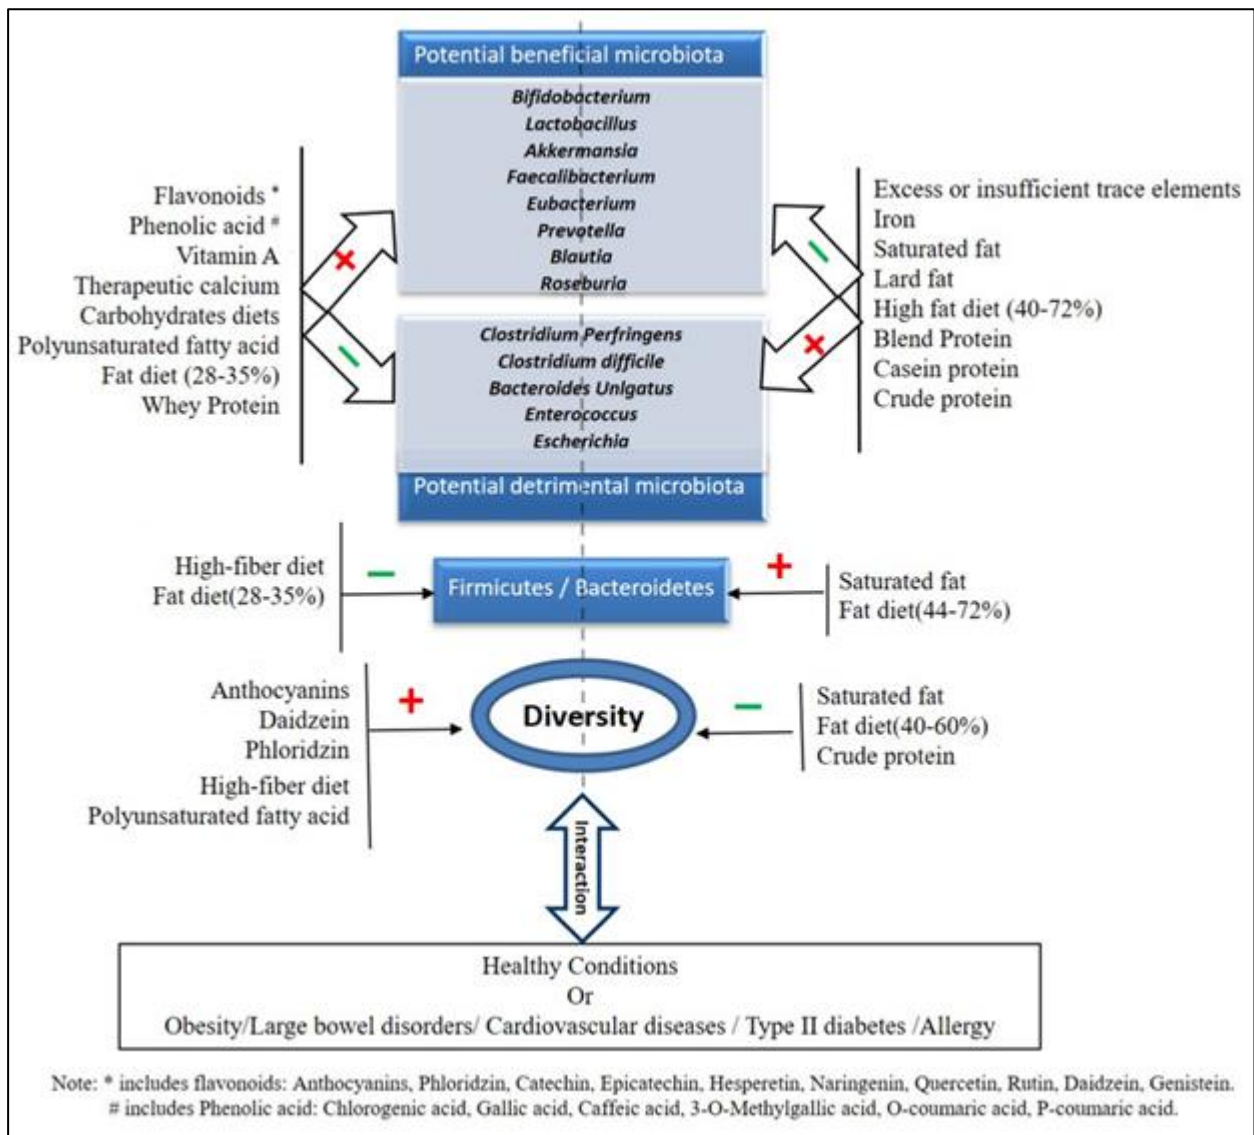 Potential beneficial microbiota
Bifidobacterium
Lactobacillus
Akkermansia
Faecalibacterium
Eubacterium
Prevotella
Blautia
Roseburia
Flavonoids *
Phenolic acid #
Vitamin A
Therapeutic calcium
Carbohydrates diets
Polyunsaturated fatty acid
Fat diet (28-35%)
Whey Protein
×
−
Excess or insufficient trace elements
Iron
Saturated fat
Lard fat
High fat diet (40-72%)
Blend Protein
Casein protein
Crude protein
−
×
Clostridium Perfringens
Clostridium difficile
Bacteroides Unlgatus
Enterococcus
Escherichia
Potential detrimental microbiota
High-fiber diet
Fat diet(28-35%)
−
Firmicutes / Bacteroidetes
+
Saturated fat
Fat diet(44-72%)
Anthocyanins
Daidzein
Phloridzin
High-fiber diet
Polyunsaturated fatty acid
+
Diversity
−
Saturated fat
Fat diet(40-60%)
Crude protein
Interaction
Healthy Conditions
Or
Obesity/Large bowel disorders/ Cardiovascular diseases / Type II diabetes /Allergy
Note: * includes flavonoids: Anthocyanins, Phloridzin, Catechin, Epicatechin, Hesperetin, Naringenin, Quercetin, Rutin, Daidzein, Genistein.
# includes Phenolic acid: Chlorogenic acid, Gallic acid, Caffeic acid, 3-O-Methylgallic acid, O-coumaric acid, P-coumaric acid.